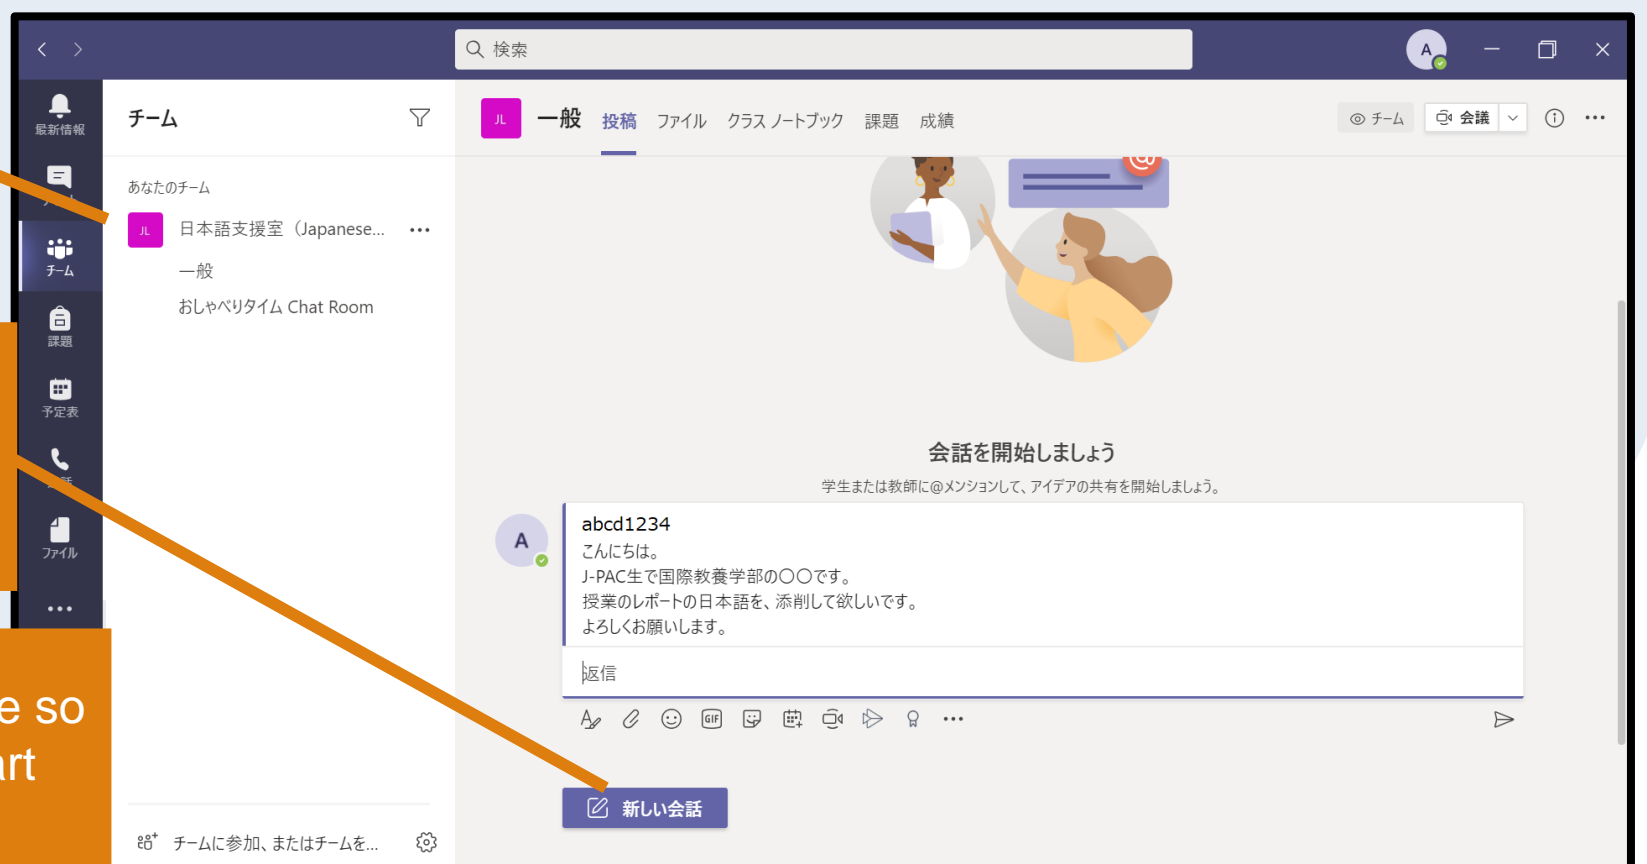 検索
A
最新情報
チーム
課題
予定表
ファイル
チーム
あなたのチーム
JL
日本語支援室（Japanese...
一般
おしゃべりタイム Chat Room
チームに参加、またはチームを...
JL
一般
投稿
ファイル
クラス ノートブック
課題
成績
チーム
会議
会話を開始しましょう
学生または教師に@メンションして、アイデアの共有を開始しましょう。
A
abcd1234
こんにちは。
J-PAC生で国際教養学部の〇〇です。
授業のレポートの日本語を、添削して欲しいです。
よろしくお願いします。
返信
GIF
新しい会話
e so
art